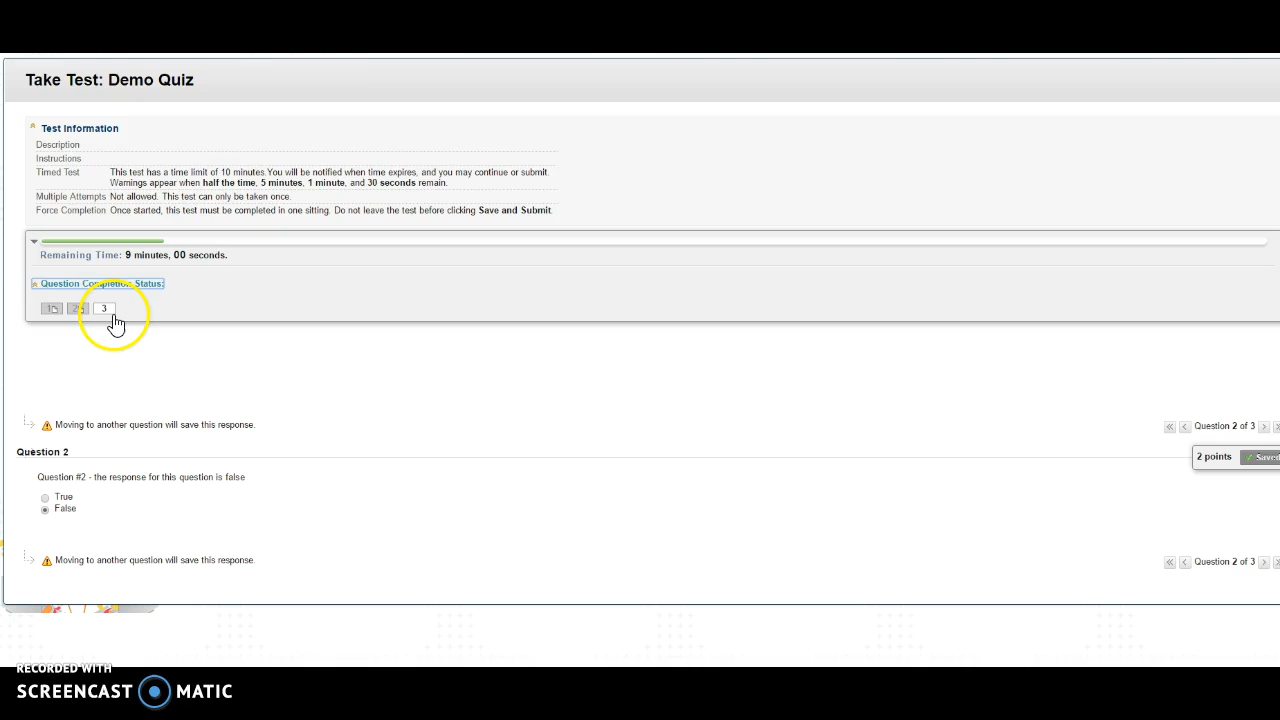 Take Test: Demo Quiz
Test Information
Description
Instructions
Timed Test This test has a time limit of 10 minutes.You will be notified when time expires, and you may continue or submit.
Warnings appear when half the time, 5 minutes, 1 minute, and 30 seconds remain.
Multiple Attempts Not allowed. This test can only be taken once.
Force Completion Once started, this test must be completed in one sitting. Do not leave the test before clicking Save and Submit.
Remaining Time: 9 minutes, 00 seconds.
Question Completion Status:
1 2 3
Moving to another question will save this response.
Question 2 of 3
Question 2
2 points Saved
Question #2 - the response for this question is false
True
False
Moving to another question will save this response.
Question 2 of 3
RECORDED WITH
SCREENCAST MATIC